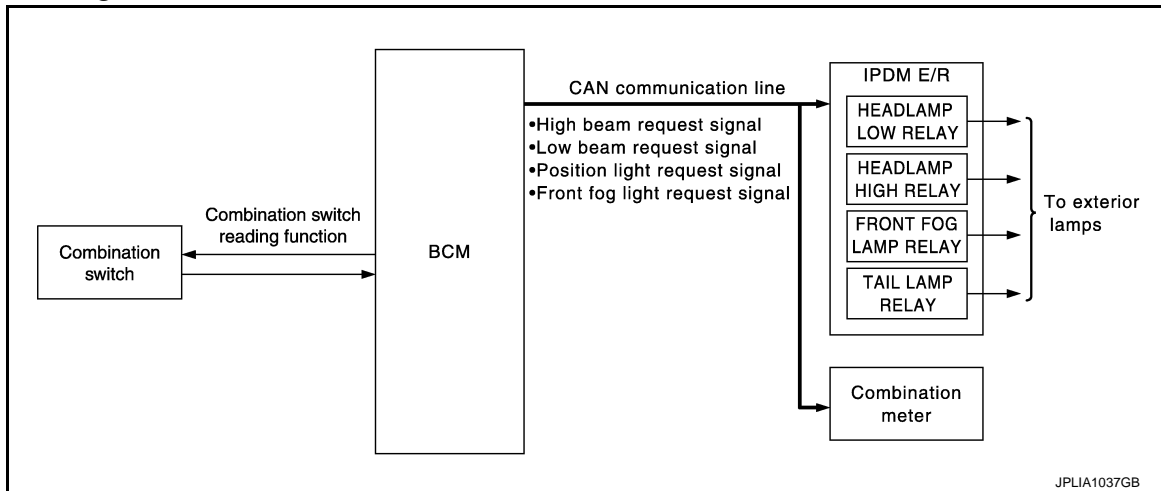 Combination
switch
Combination switch
reading function
BCM
CAN communication line
•High beam request signal
•Low beam request signal
•Position light request signal
•Front fog light request signal
IPDM E/R
HEADLAMP
LOW RELAY
HEADLAMP
HIGH RELAY
FRONT FOG
LAMP RELAY
TAIL LAMP
RELAY
To exterior
lamps
Combination
meter
JPLIA1037GB